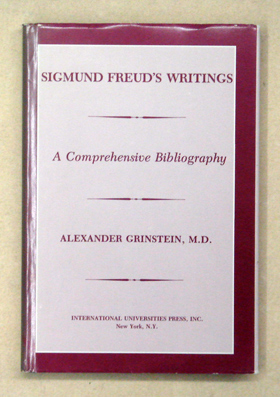 SIGMUND FREUD'S WRITINGS
A Comprehensive Bibliography
ALEXANDER GRINSTEIN, M.D.
INTERNATIONAL UNIVERSITIES PRESS, INC.
New York, N.Y.